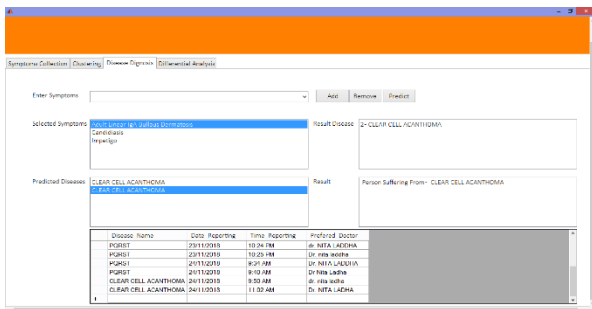 Symptoms Collection Clustering Disease Dignosis Differential Analysis
Enter Symptoms Add Remove Predict
Selected Symptoms Adult Linear IgA Bullous Dermatosis Result Disease 2- CLEAR CELL ACANTHOMA
Candidiasis
Impetigo
Predicted Diseases CLEAR CELL ACANTHOMA Result Person Suffering From- CLEAR CELL ACANTHOMA
CLEAR CELL ACANTHOMA
Disease Name Date Reporting Time Reporting Prefered Doctor
PQRST 23/11/2018 10:24 PM dr. NITA LADDHA
PQRST 23/11/2018 10:25 PM Dr. nita laddha
PQRST 24/11/2018 9:34 AM Dr. NITA LADDHA
PQRST 24/11/2018 9:40 AM Dr Nita Ladha
CLEAR CELL ACANTHOMA 24/11/2018 9:50 AM dr. nita ladha
CLEAR CELL ACANTHOMA 24/11/2018 11:02 AM Dr. NITA LADHA